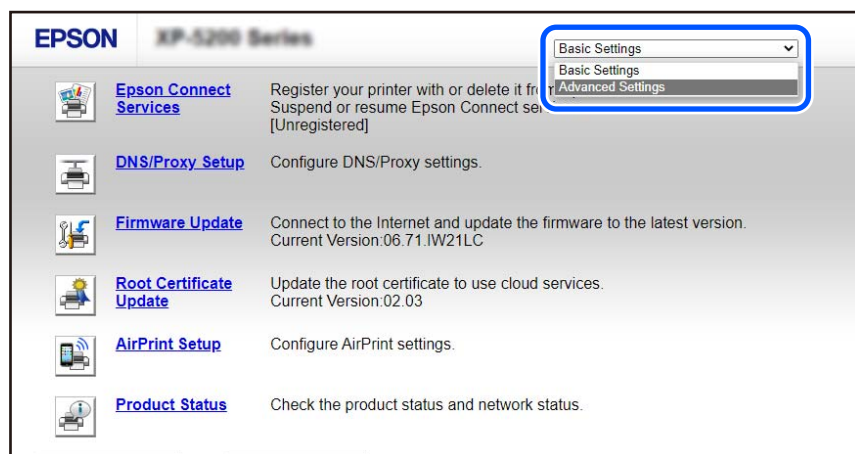 EPSON
XP-5200 Series
Basic Settings
Basic Settings
Advanced Settings
Epson Connect
Services
Register your printer with or delete it fr
Suspend or resume Epson Connect ser
[Unregistered]
DNS/Proxy Setup
Configure DNS/Proxy settings.
Firmware Update
Connect to the Internet and update the firmware to the latest version.
Current Version:06.71.IW21LC
Root Certificate
Update
Update the root certificate to use cloud services.
Current Version:02.03
AirPrint Setup
Configure AirPrint settings.
Product Status
Check the product status and network status.